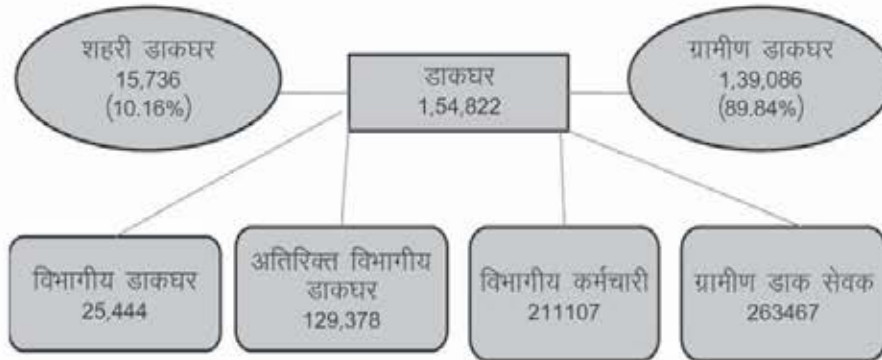 शहरी डाकघर
15,736
(10.16%)
डाकघर
1,54,822
ग्रामीण डाकघर
1,39,086
(89.84%)
विभागीय डाकघर
25,444
अतिरिक्त विभागीय
डाकघर
129,378
विभागीय कर्मचारी
211107
ग्रामीण डाक सेवक
263467